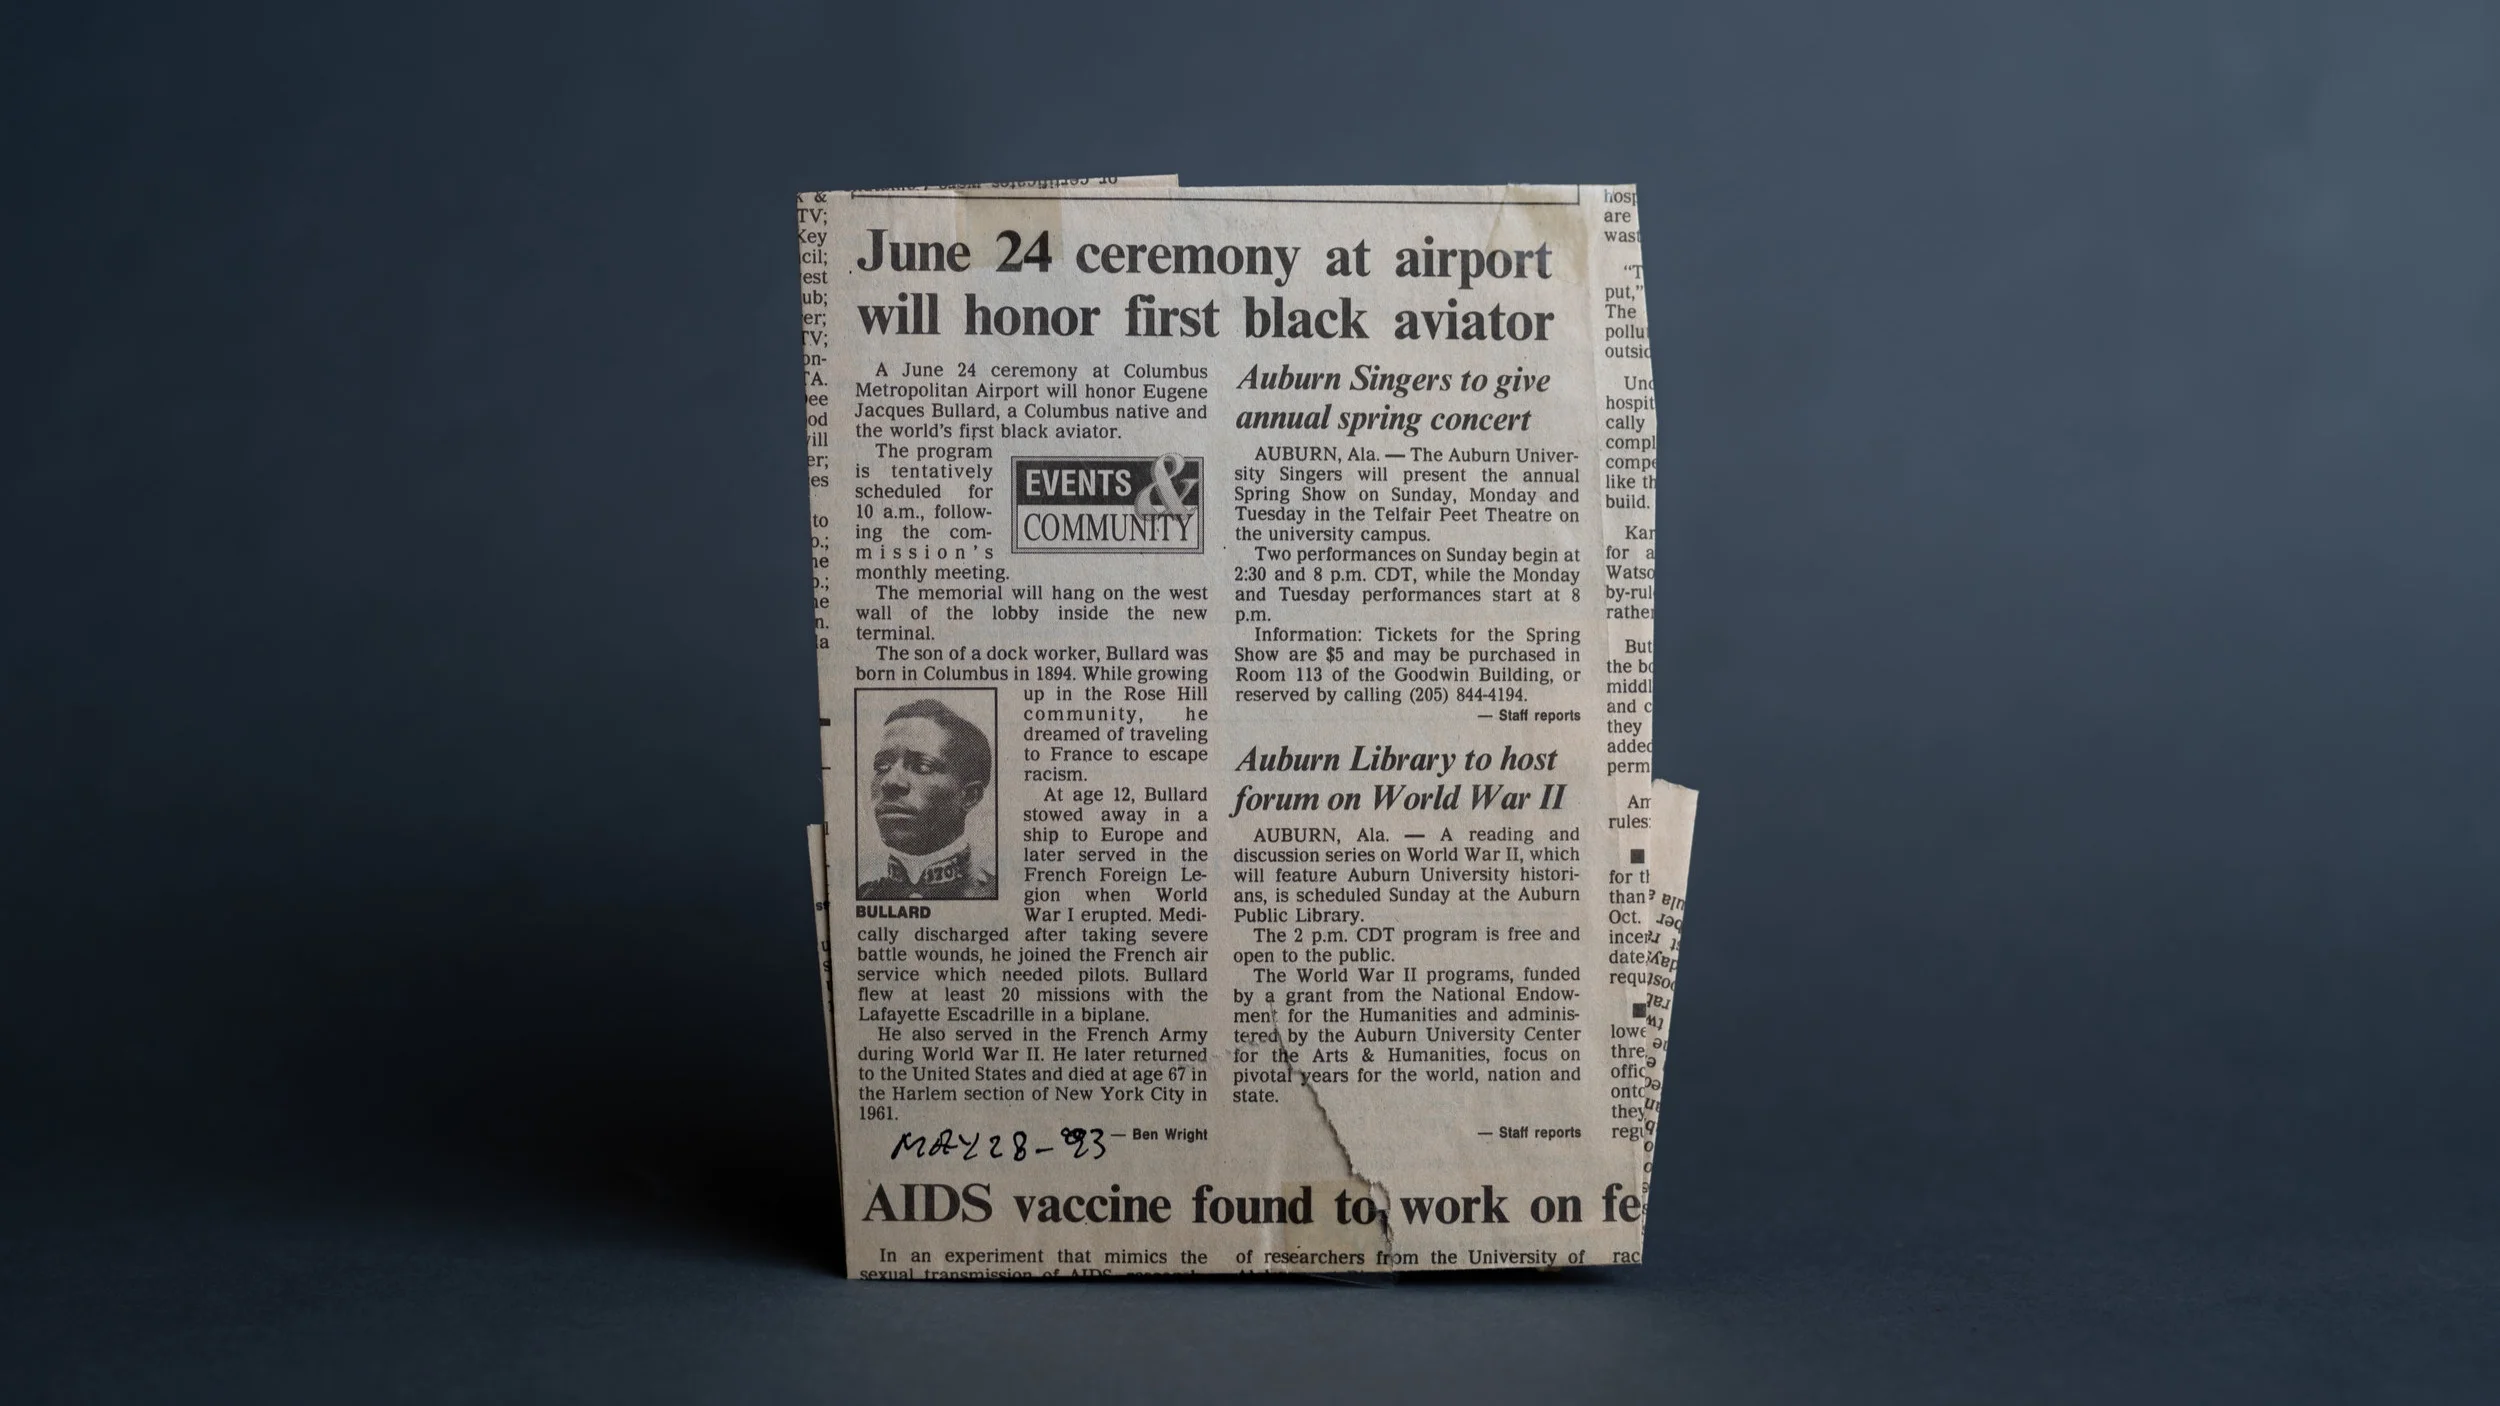 June 24 ceremony at airport
will honor first black aviator
A June 24 ceremony at Columbus
Metropolitan Airport will honor Eugene
Jacques Bullard, a Columbus native and
the world's first black aviator.
The program
is tentatively
scheduled for
10 a.m., follow-
ing the com-
mission's
monthly meeting.
EVENTS &
COMMUNITY
The memorial will hang on the west
wall of the lobby inside the new
terminal.
The son of a dock worker, Bullard was
born in Columbus in 1894. While growing
up in the Rose Hill
community, he
dreamed of traveling
to France to escape
racism.
At age 12, Bullard
stowed away in a
ship to Europe and
later served in the
French Foreign Le-
gion when World
War I erupted. Medi-
BULLARD
cally discharged after taking severe
battle wounds, he joined the French air
service which needed pilots. Bullard
flew at least 20 missions with the
Lafayette Escadrille in a biplane.
He also served in the French Army
during World War II. He later returned
to the United States and died at age 67 in
the Harlem section of New York City in
1961.
— Ben Wright
MAY 28-93
Auburn Singers to give
annual spring concert
AUBURN, Ala. — The Auburn Univer-
sity Singers will present the annual
Spring Show on Sunday, Monday and
Tuesday in the Telfair Peet Theatre on
the university campus.
Two performances on Sunday begin at
2:30 and 8 p.m. CDT, while the Monday
and Tuesday performances start at 8
p.m.
Information: Tickets for the Spring
Show are $5 and may be purchased in
Room 113 of the Goodwin Building, or
reserved by calling (205) 844-4194.
— Staff reports
Auburn Library to host
forum on World War II
AUBURN, Ala. — A reading and
discussion series on World War II, which
will feature Auburn University histori-
ans, is scheduled Sunday at the Auburn
Public Library.
The 2 p.m. CDT program is free and
open to the public.
The World War II programs, funded
by a grant from the National Endow-
ment for the Humanities and adminis-
tered by the Auburn University Center
for the Arts & Humanities, focus on
pivotal years for the world, nation and
state.
— Staff reports
AIDS vaccine found to work on fe
In an experiment that mimics the
sexual transmission of AIDS,
of researchers from the University of